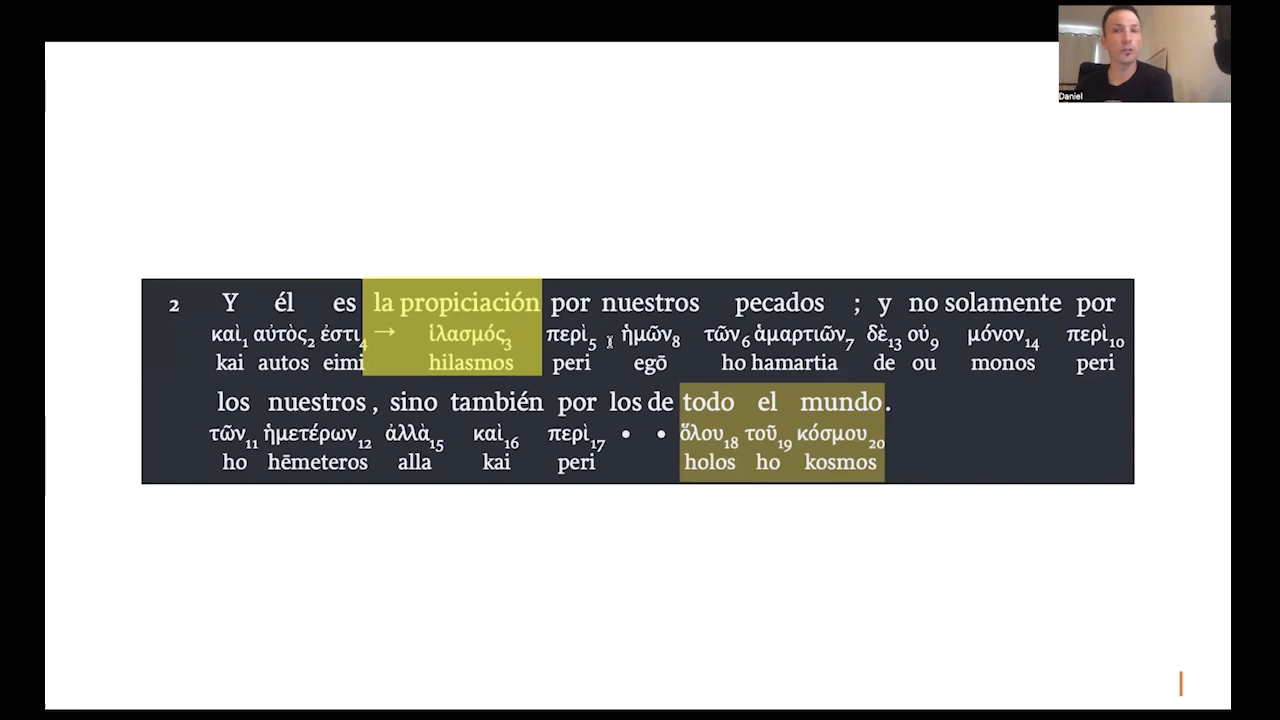 Daniel
2 Y él es la propiciación por nuestros pecados ; y no solamente por
καὶ1 αὐτὸς2 ἐστι4 → ἱλασμός3 περὶ5 ἡμῶν8 τῶν6 ἁμαρτιῶν7 δὲ13 οὐ9 μόνον14 περὶ10
kai autos eimi hilasmos peri egō ho hamartia de ou monos peri
los nuestros , sino también por los de todo el mundo .
τῶν11 ἡμετέρων12 ἀλλὰ15 καὶ16 περὶ17 • • ὅλου18 τοῦ19 κόσμου20
ho hēmeteros alla kai peri holos ho kosmos